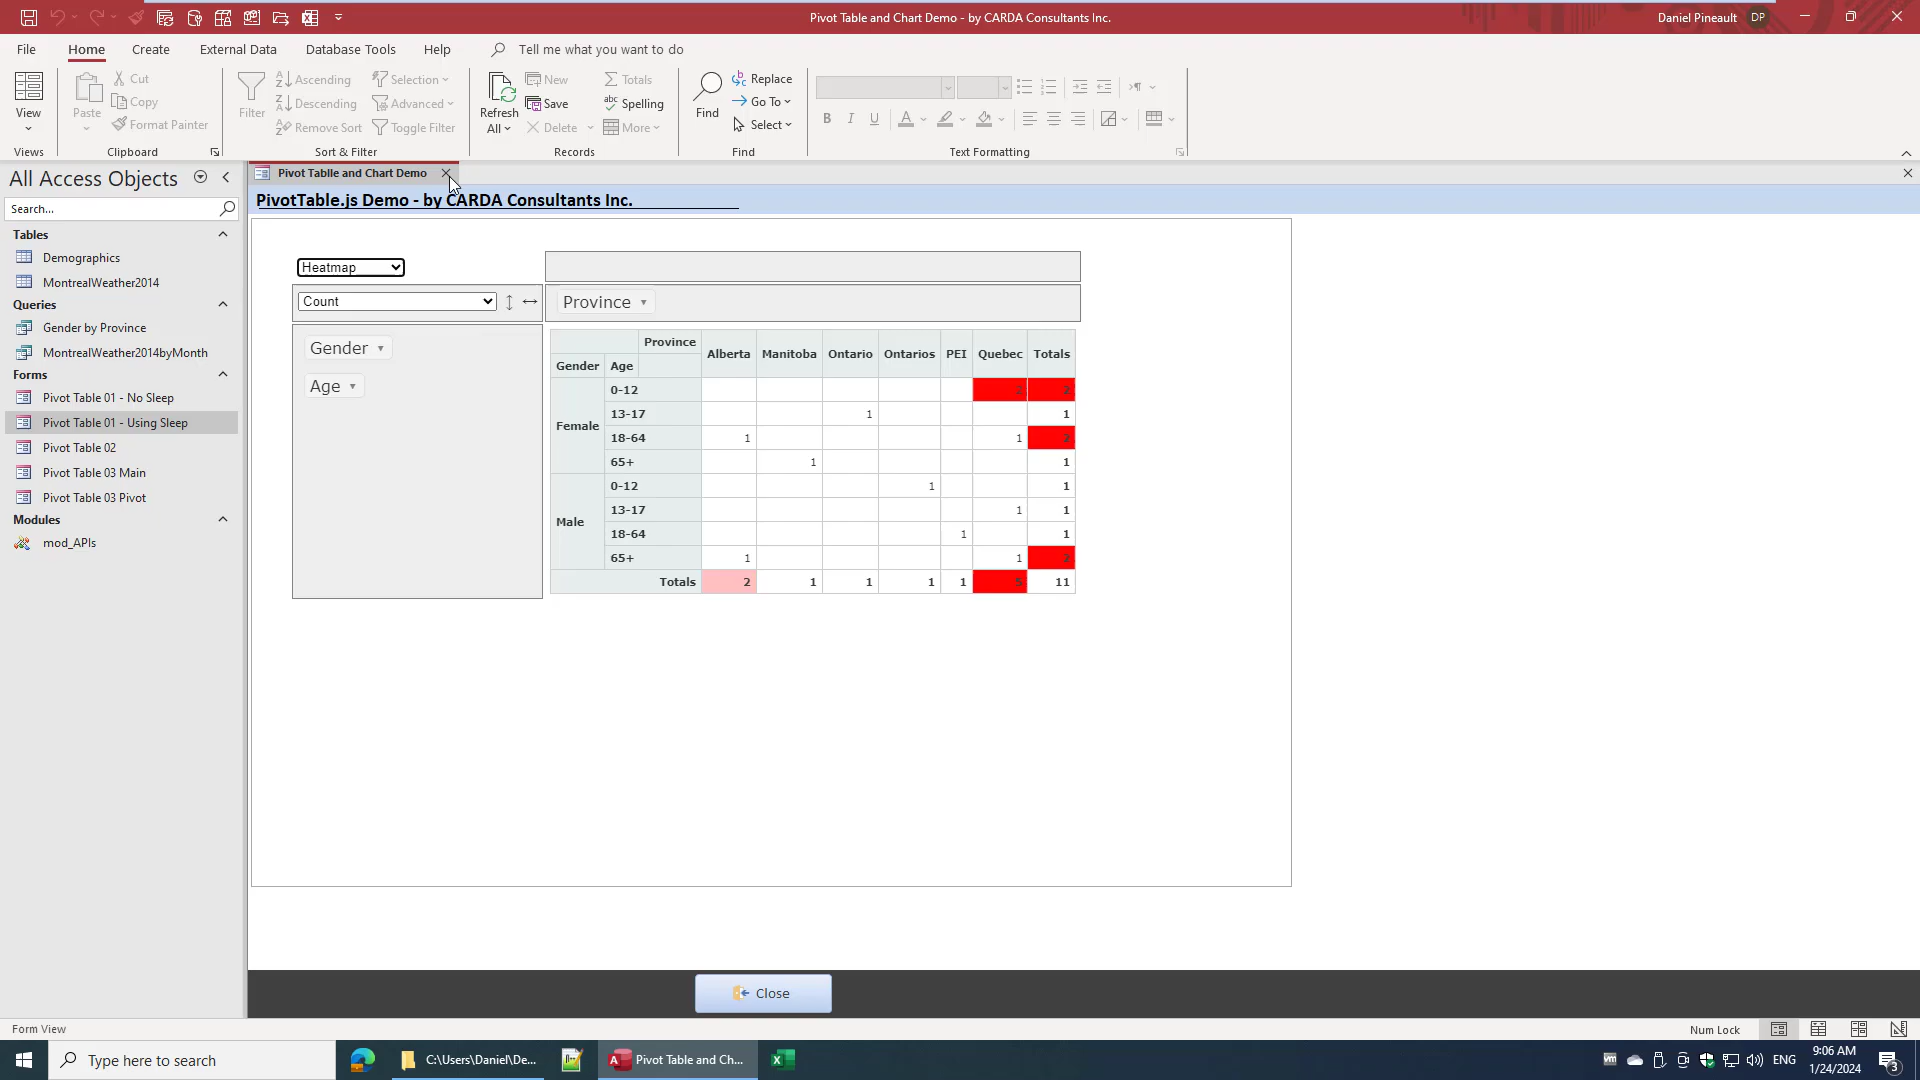 Pivot Table and Chart Demo - by CARDA Consultants Inc.
Daniel Pineault DP
File Home Create External Data Database Tools Help Tell me what you want to do
View
Views
Paste
Cut
Copy
Format Painter
Clipboard
Filter
Ascending
Descending
Remove Sort
Selection
Advanced
Toggle Filter
Sort & Filter
Refresh All
New
Save
Delete
Totals
Spelling
More
Records
Find
Replace
Go To
Select
Find
B I U
Text Formatting
All Access Objects
Search...
Tables
Demographics
MontrealWeather2014
Queries
Gender by Province
MontrealWeather2014byMonth
Forms
Pivot Table 01 - No Sleep
Pivot Table 01 - Using Sleep
Pivot Table 02
Pivot Table 03 Main
Pivot Table 03 Pivot
Modules
mod_APIs
Pivot Tablle and Chart Demo
PivotTable.js Demo - by CARDA Consultants Inc.
Heatmap
Count
Province
Gender
Age
Province Alberta Manitoba Ontario Ontarios PEI Quebec Totals
Gender Age
Female 0-12 2 2
13-17 1 1
18-64 1 1 2
65+ 1 1
Male 0-12 1 1
13-17 1 1
18-64 1 1
65+ 1 1 2
Totals 2 1 1 1 1 5 11
Close
Form View
Num Lock
Type here to search
C:\Users\Daniel\De...
Pivot Table and Ch...
ENG
9:06 AM
1/24/2024
3